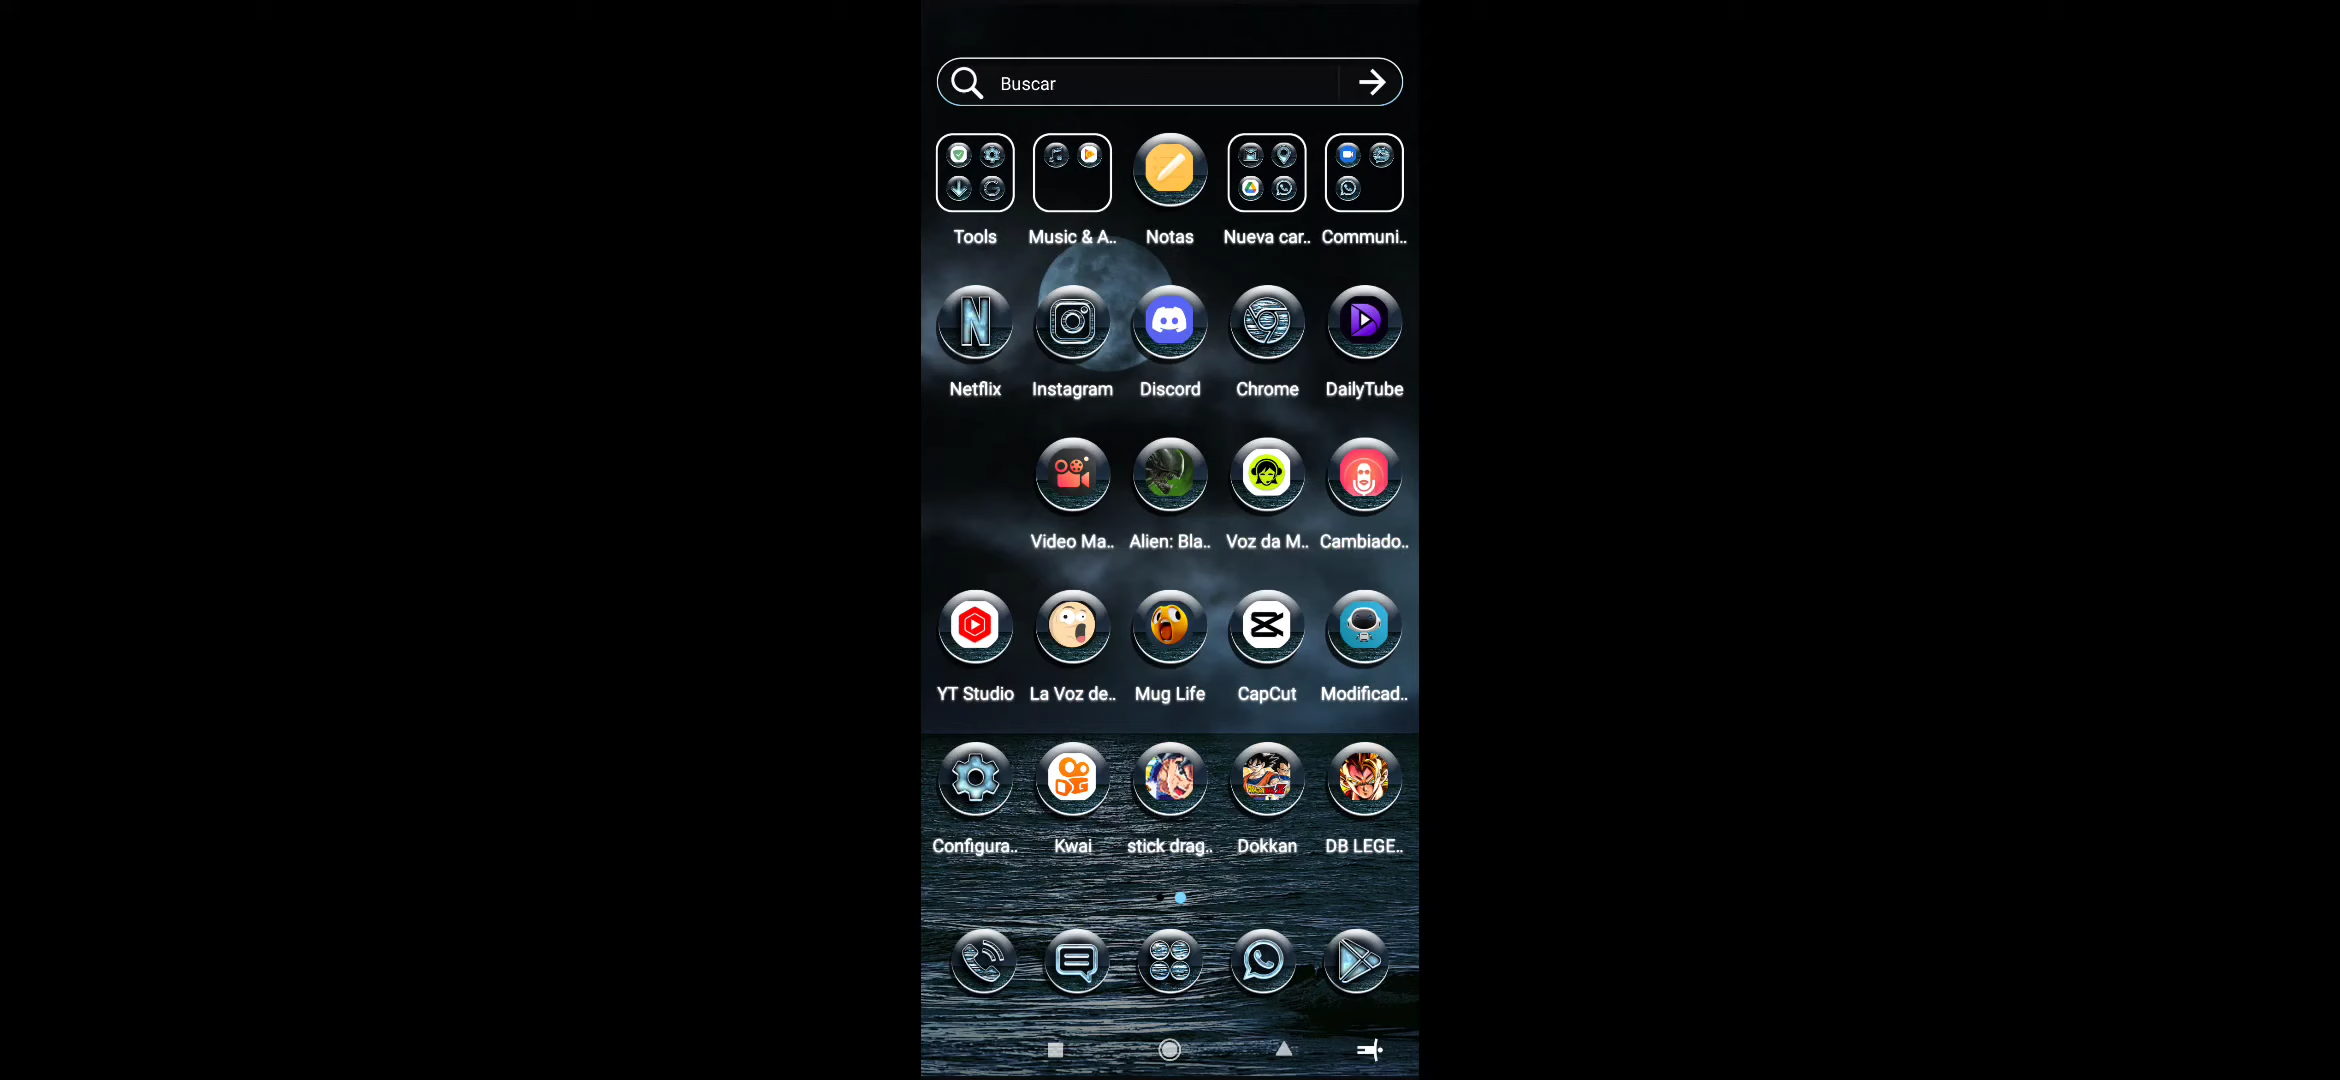 Buscar
Tools
Music & A..
Notas
Nueva car..
Communi..
Netflix
Instagram
Discord
Chrome
DailyTube
Video Ma..
Alien: Bla..
Voz da M..
Cambiado..
YT Studio
La Voz de..
Mug Life
CapCut
Modificad..
Configura..
Kwai
stick drag..
Dokkan
DB LEGE..